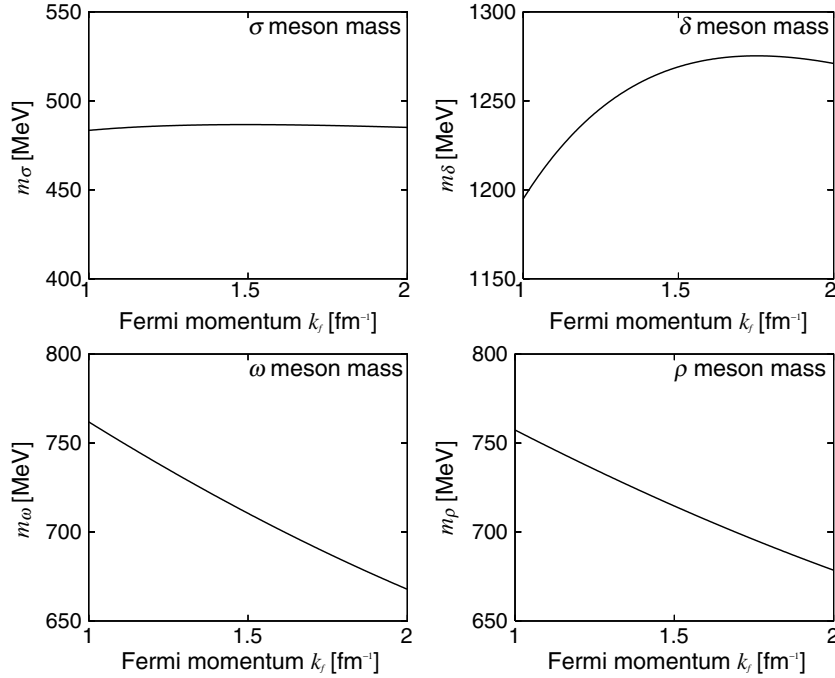 550
σ meson mass
500
450
400
mσ [MeV]
1
1.5
2
Fermi momentum kf [fm⁻¹]
1300
δ meson mass
1250
1200
1150
mδ [MeV]
1
1.5
2
Fermi momentum kf [fm⁻¹]
800
ω meson mass
750
700
650
mω [MeV]
1
1.5
2
Fermi momentum kf [fm⁻¹]
800
ρ meson mass
750
700
650
mρ [MeV]
1
1.5
2
Fermi momentum kf [fm⁻¹]